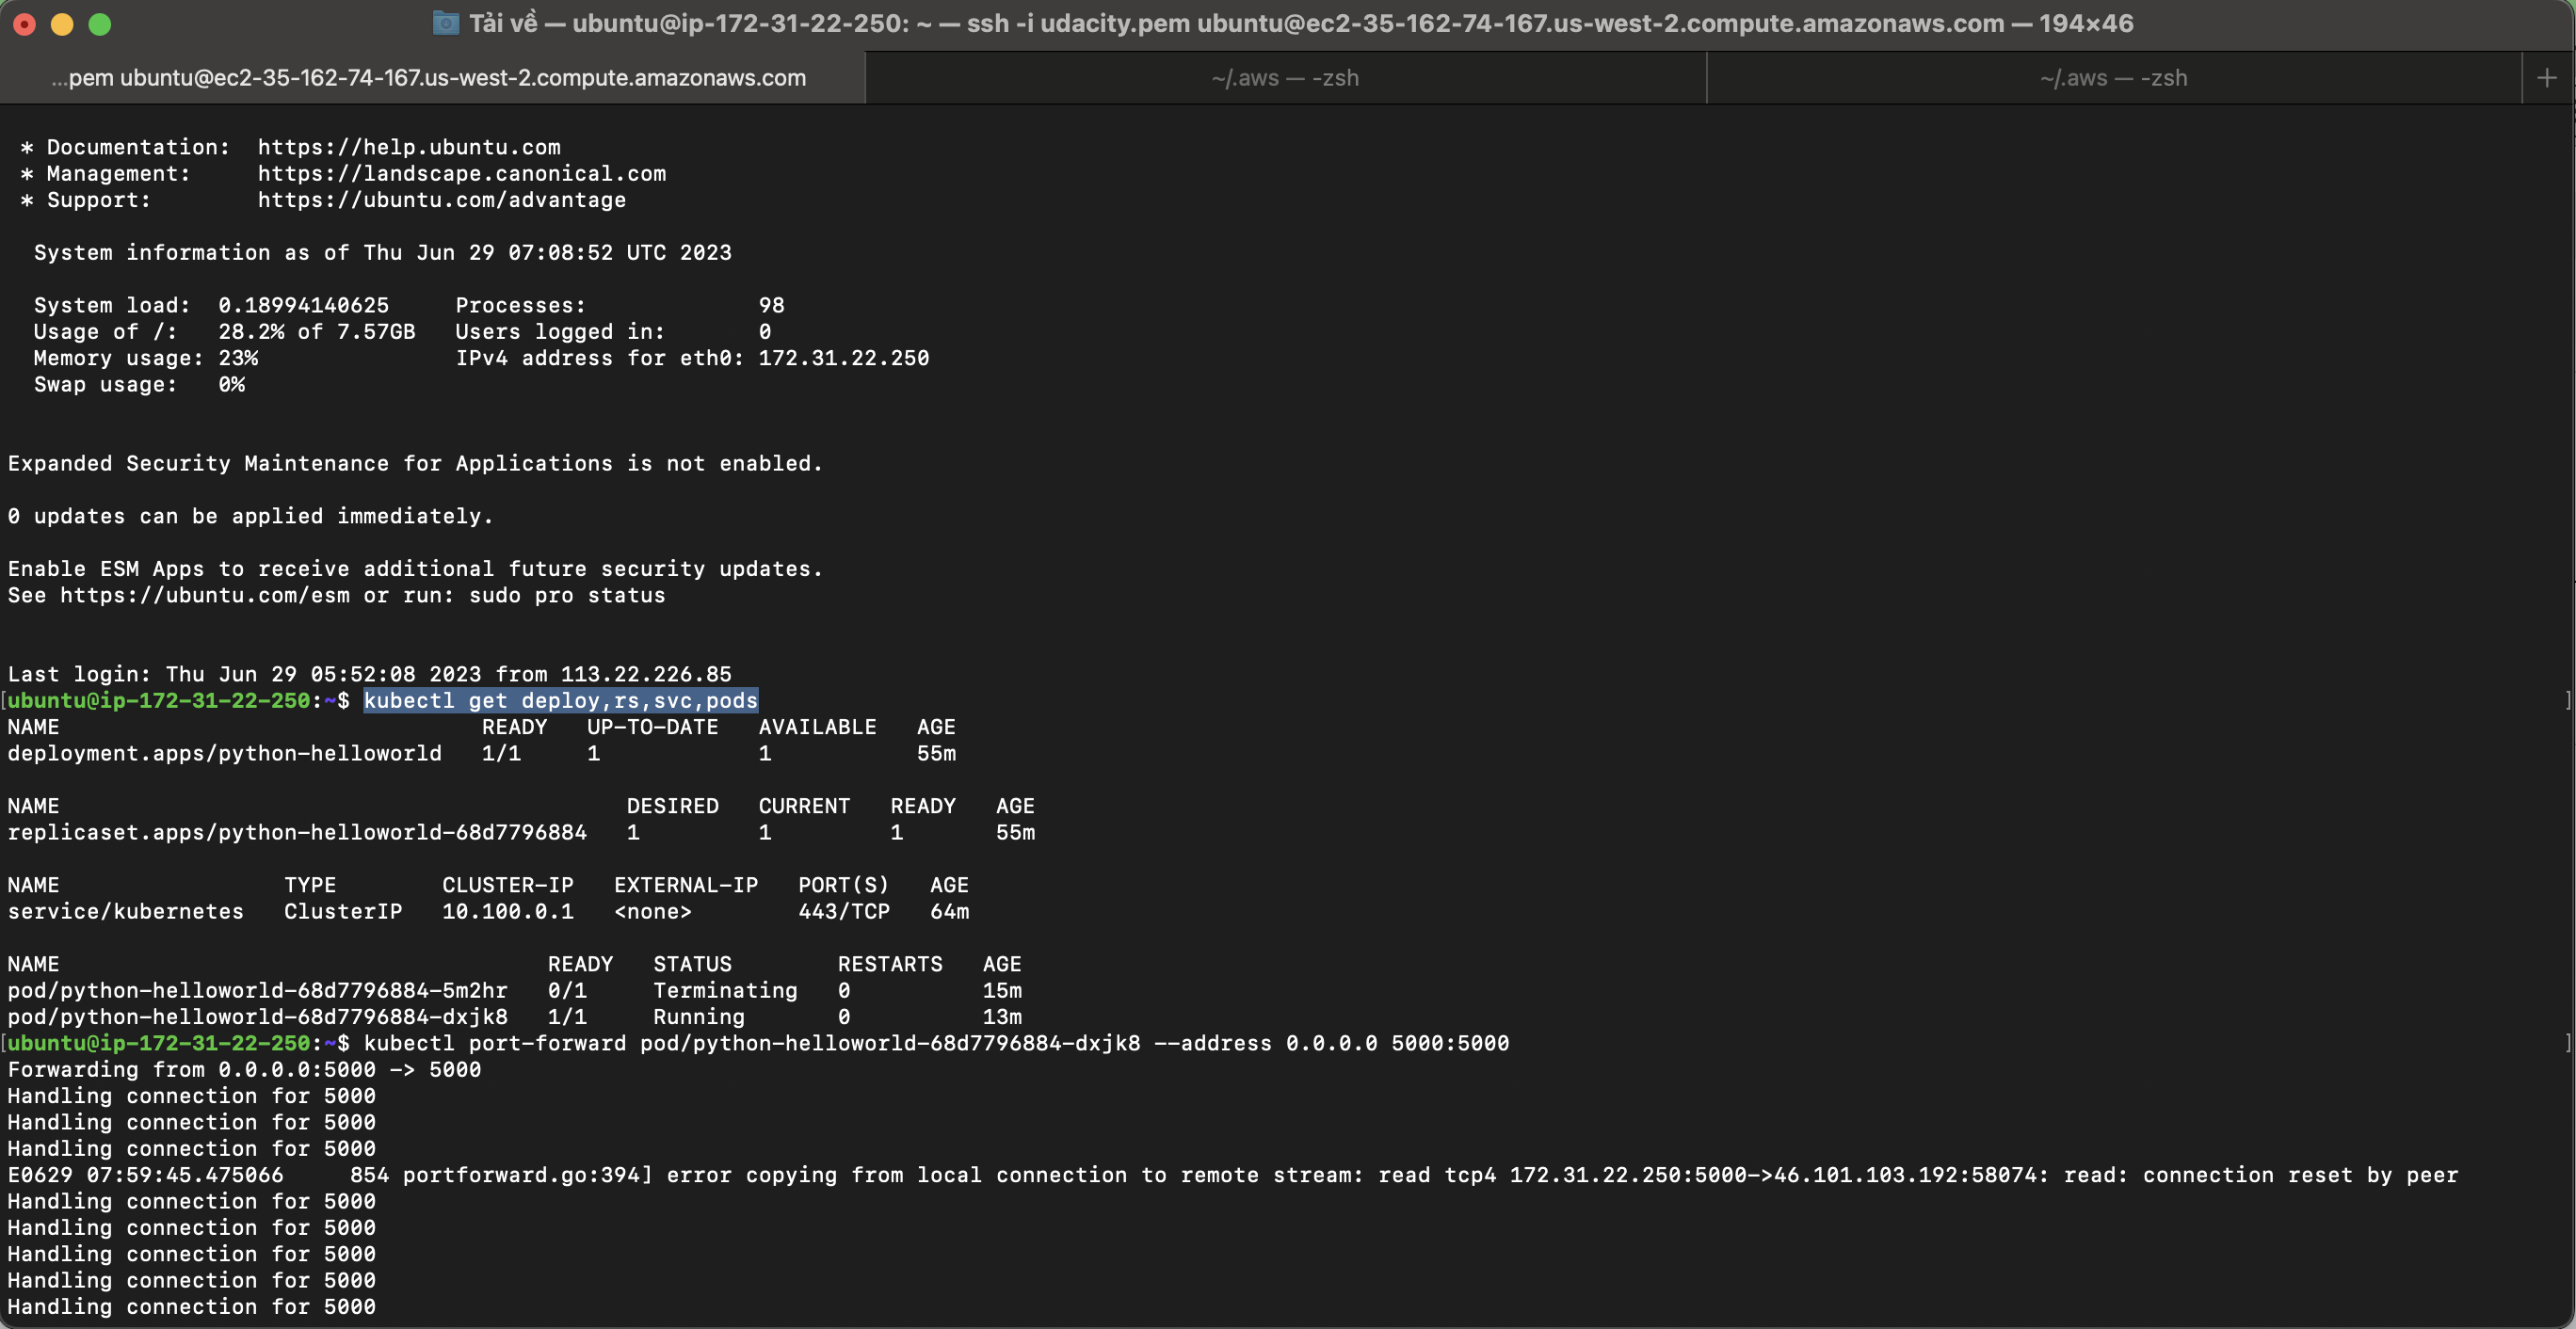 Tải về — ubuntu@ip-172-31-22-250: ~ — ssh -i udacity.pem ubuntu@ec2-35-162-74-167.us-west-2.compute.amazonaws.com — 194×46
...pem ubuntu@ec2-35-162-74-167.us-west-2.compute.amazonaws.com ~/.aws — -zsh ~/.aws — -zsh +
* Documentation:  https://help.ubuntu.com
* Management:     https://landscape.canonical.com
* Support:        https://ubuntu.com/advantage
System information as of Thu Jun 29 07:08:52 UTC 2023
System load:  0.18994140625     Processes:             98
Usage of /:   28.2% of 7.57GB   Users logged in:       0
Memory usage: 23%               IPv4 address for eth0: 172.31.22.250
Swap usage:   0%
Expanded Security Maintenance for Applications is not enabled.
0 updates can be applied immediately.
Enable ESM Apps to receive additional future security updates.
See https://ubuntu.com/esm or run: sudo pro status
Last login: Thu Jun 29 05:52:08 2023 from 113.22.226.85
[ubuntu@ip-172-31-22-250:~$ kubectl get deploy,rs,svc,pods ]
NAME                                READY   UP-TO-DATE   AVAILABLE   AGE
deployment.apps/python-helloworld   1/1     1            1           55m
NAME                                           DESIRED   CURRENT   READY   AGE
replicaset.apps/python-helloworld-68d7796884   1         1         1       55m
NAME                 TYPE        CLUSTER-IP   EXTERNAL-IP   PORT(S)   AGE
service/kubernetes   ClusterIP   10.100.0.1   <none>        443/TCP   64m
NAME                                     READY   STATUS        RESTARTS   AGE
pod/python-helloworld-68d7796884-5m2hr   0/1     Terminating   0          15m
pod/python-helloworld-68d7796884-dxjk8   1/1     Running       0          13m
[ubuntu@ip-172-31-22-250:~$ kubectl port-forward pod/python-helloworld-68d7796884-dxjk8 --address 0.0.0.0 5000:5000 ]
Forwarding from 0.0.0.0:5000 -> 5000
Handling connection for 5000
Handling connection for 5000
Handling connection for 5000
E0629 07:59:45.475066     854 portforward.go:394] error copying from local connection to remote stream: read tcp4 172.31.22.250:5000->46.101.103.192:58074: read: connection reset by peer
Handling connection for 5000
Handling connection for 5000
Handling connection for 5000
Handling connection for 5000
Handling connection for 5000